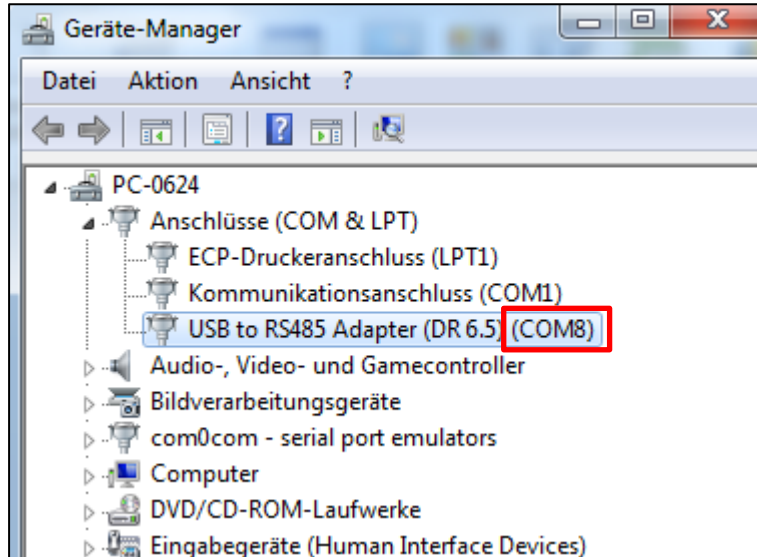 Geräte-Manager
Datei Aktion Ansicht ?
PC-0624
Anschlüsse (COM & LPT)
ECP-Druckeranschluss (LPT1)
Kommunikationsanschluss (COM1)
USB to RS485 Adapter (DR 6.5) (COM8)
Audio-, Video- und Gamecontroller
Bildverarbeitungsgeräte
com0com - serial port emulators
Computer
DVD/CD-ROM-Laufwerke
Eingabegeräte (Human Interface Devices)